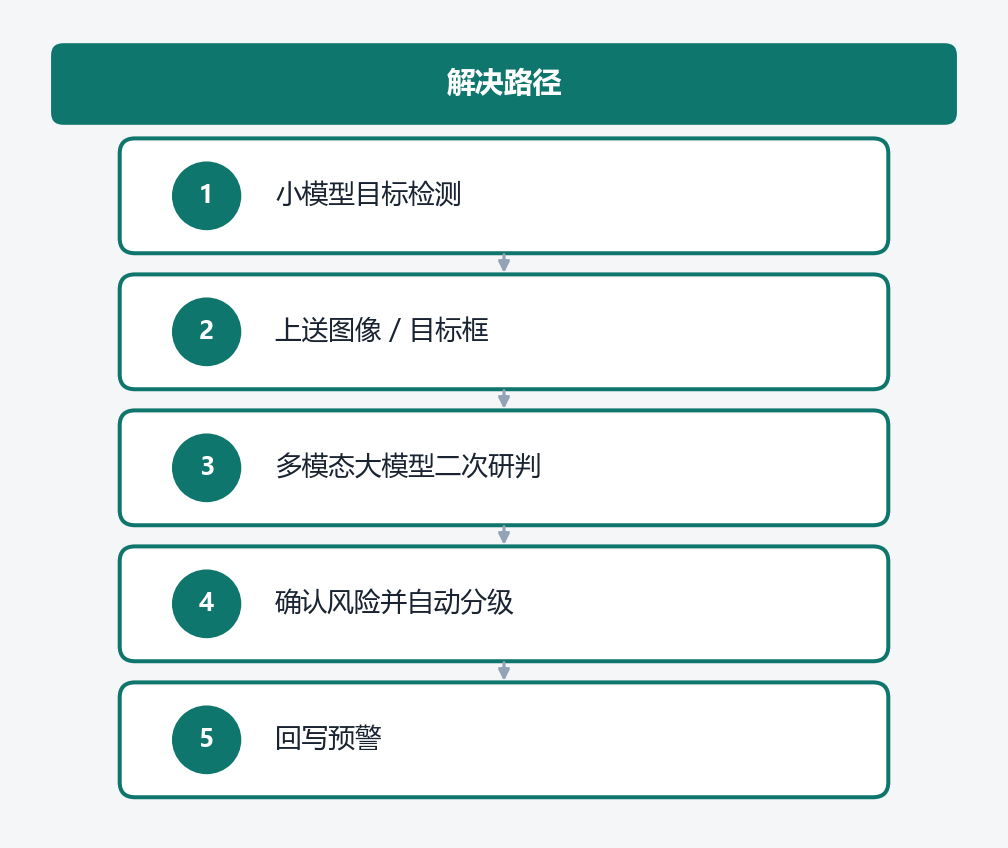 解决路径
1 小模型目标检测
2 上送图像 / 目标框
3 多模态大模型二次研判
4 确认风险并自动分级
5 回写预警